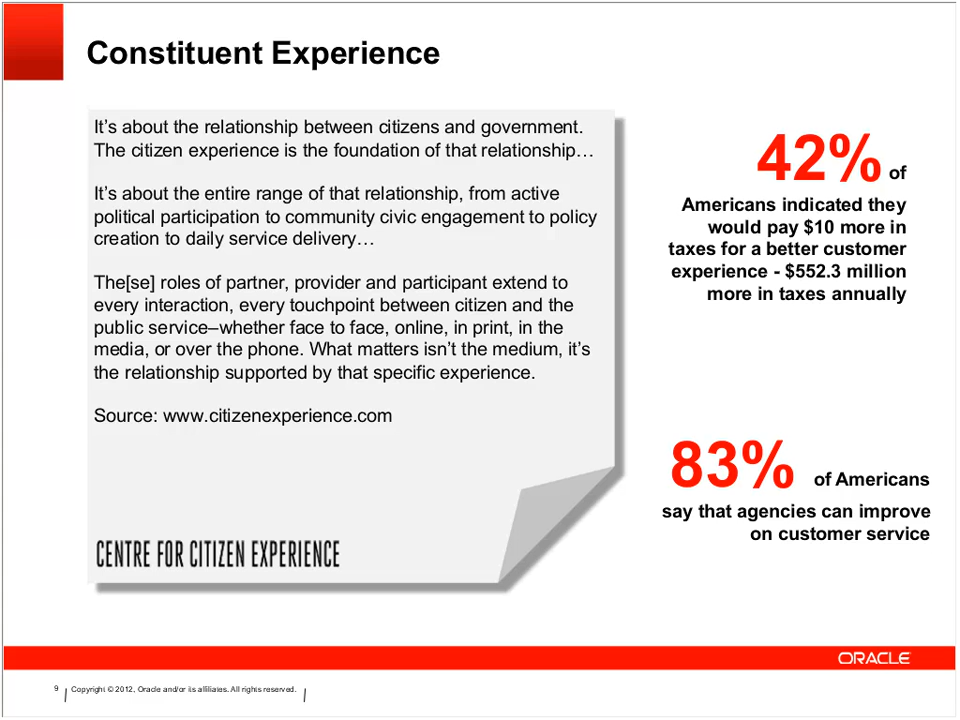 Constituent Experience
It’s about the relationship between citizens and government.
The citizen experience is the foundation of that relationship…
It’s about the entire range of that relationship, from active
political participation to community civic engagement to policy
creation to daily service delivery…
The[se] roles of partner, provider and participant extend to
every interaction, every touchpoint between citizen and the
public service–whether face to face, online, in print, in the
media, or over the phone. What matters isn’t the medium, it’s
the relationship supported by that specific experience.
Source: www.citizenexperience.com
CENTRE FOR CITIZEN EXPERIENCE
42% of
Americans indicated they
would pay $10 more in
taxes for a better customer
experience - $552.3 million
more in taxes annually
83% of Americans
say that agencies can improve
on customer service
ORACLE
9 Copyright © 2012, Oracle and/or its affiliates. All rights reserved.